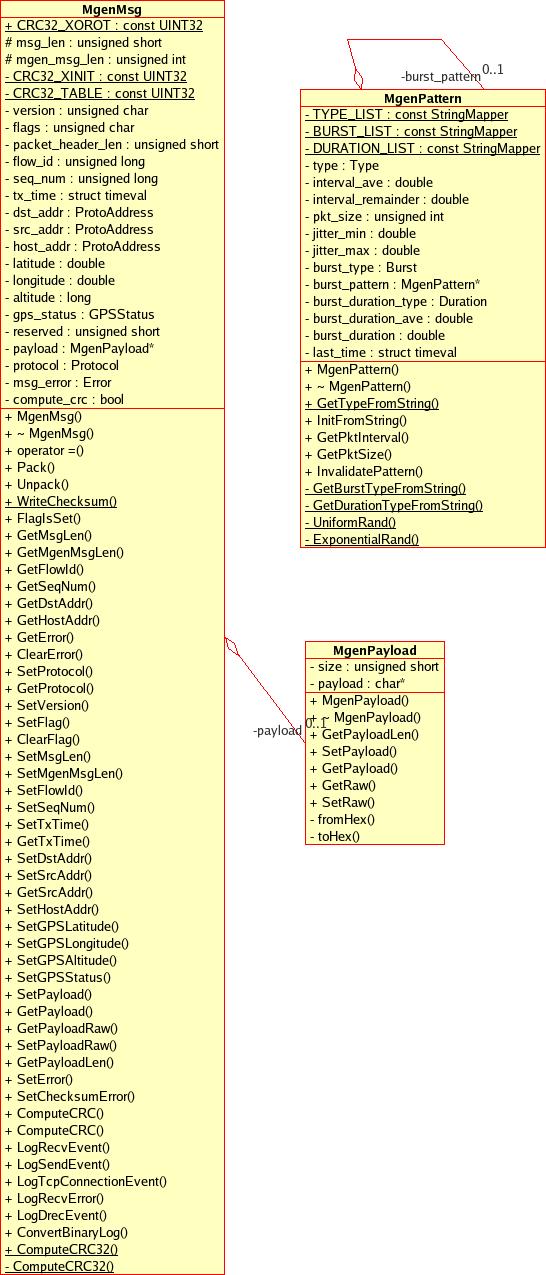 MgenMsg
+ CRC32_XOROT : const UINT32
# msg_len : unsigned short
# mgen_msg_len : unsigned int
- CRC32_XINIT : const UINT32
- CRC32_TABLE : const UINT32
- version : unsigned char
- flags : unsigned char
- packet_header_len : unsigned short
- flow_id : unsigned long
- seq_num : unsigned long
- tx_time : struct timeval
- dst_addr : ProtoAddress
- src_addr : ProtoAddress
- host_addr : ProtoAddress
- latitude : double
- longitude : double
- altitude : long
- gps_status : GPSStatus
- reserved : unsigned short
- payload : MgenPayload*
- protocol : Protocol
- msg_error : Error
- compute_crc : bool
+ MgenMsg()
+ ~ MgenMsg()
+ operator =()
+ Pack()
+ Unpack()
+ WriteChecksum()
+ FlagIsSet()
+ GetMsgLen()
+ GetMgenMsgLen()
+ GetFlowId()
+ GetSeqNum()
+ GetDstAddr()
+ GetHostAddr()
+ GetError()
+ ClearError()
+ SetProtocol()
+ GetProtocol()
+ SetVersion()
+ SetFlag()
+ ClearFlag()
+ SetMsgLen()
+ SetMgenMsgLen()
+ SetFlowId()
+ SetSeqNum()
+ SetTxTime()
+ GetTxTime()
+ SetDstAddr()
+ SetSrcAddr()
+ GetSrcAddr()
+ SetHostAddr()
+ SetGPSLatitude()
+ SetGPSLongitude()
+ SetGPSAltitude()
+ SetGPSStatus()
+ SetPayload()
+ GetPayload()
+ GetPayloadRaw()
+ SetPayloadRaw()
+ GetPayloadLen()
+ SetError()
+ SetChecksumError()
+ ComputeCRC()
+ ComputeCRC()
+ LogRecvEvent()
+ LogSendEvent()
+ LogTcpConnectionEvent()
+ LogRecvError()
+ LogDrecEvent()
+ ConvertBinaryLog()
+ ComputeCRC32()
- ComputeCRC32()
-burst_pattern
0..1
MgenPattern
- TYPE_LIST : const StringMapper
- BURST_LIST : const StringMapper
- DURATION_LIST : const StringMapper
- type : Type
- interval_ave : double
- interval_remainder : double
- pkt_size : unsigned int
- jitter_min : double
- jitter_max : double
- burst_type : Burst
- burst_pattern : MgenPattern*
- burst_duration_type : Duration
- burst_duration_ave : double
- burst_duration : double
- last_time : struct timeval
+ MgenPattern()
+ ~ MgenPattern()
+ GetTypeFromString()
+ InitFromString()
+ GetPktInterval()
+ GetPktSize()
+ InvalidatePattern()
- GetBurstTypeFromString()
- GetDurationTypeFromString()
- UniformRand()
- ExponentialRand()
MgenPayload
- size : unsigned short
- payload : char*
+ MgenPayload()
+ ~ MgenPayload()
+ GetPayloadLen()
+ SetPayload()
+ GetPayload()
+ GetRaw()
+ SetRaw()
- fromHex()
- toHex()
-payload
0..1